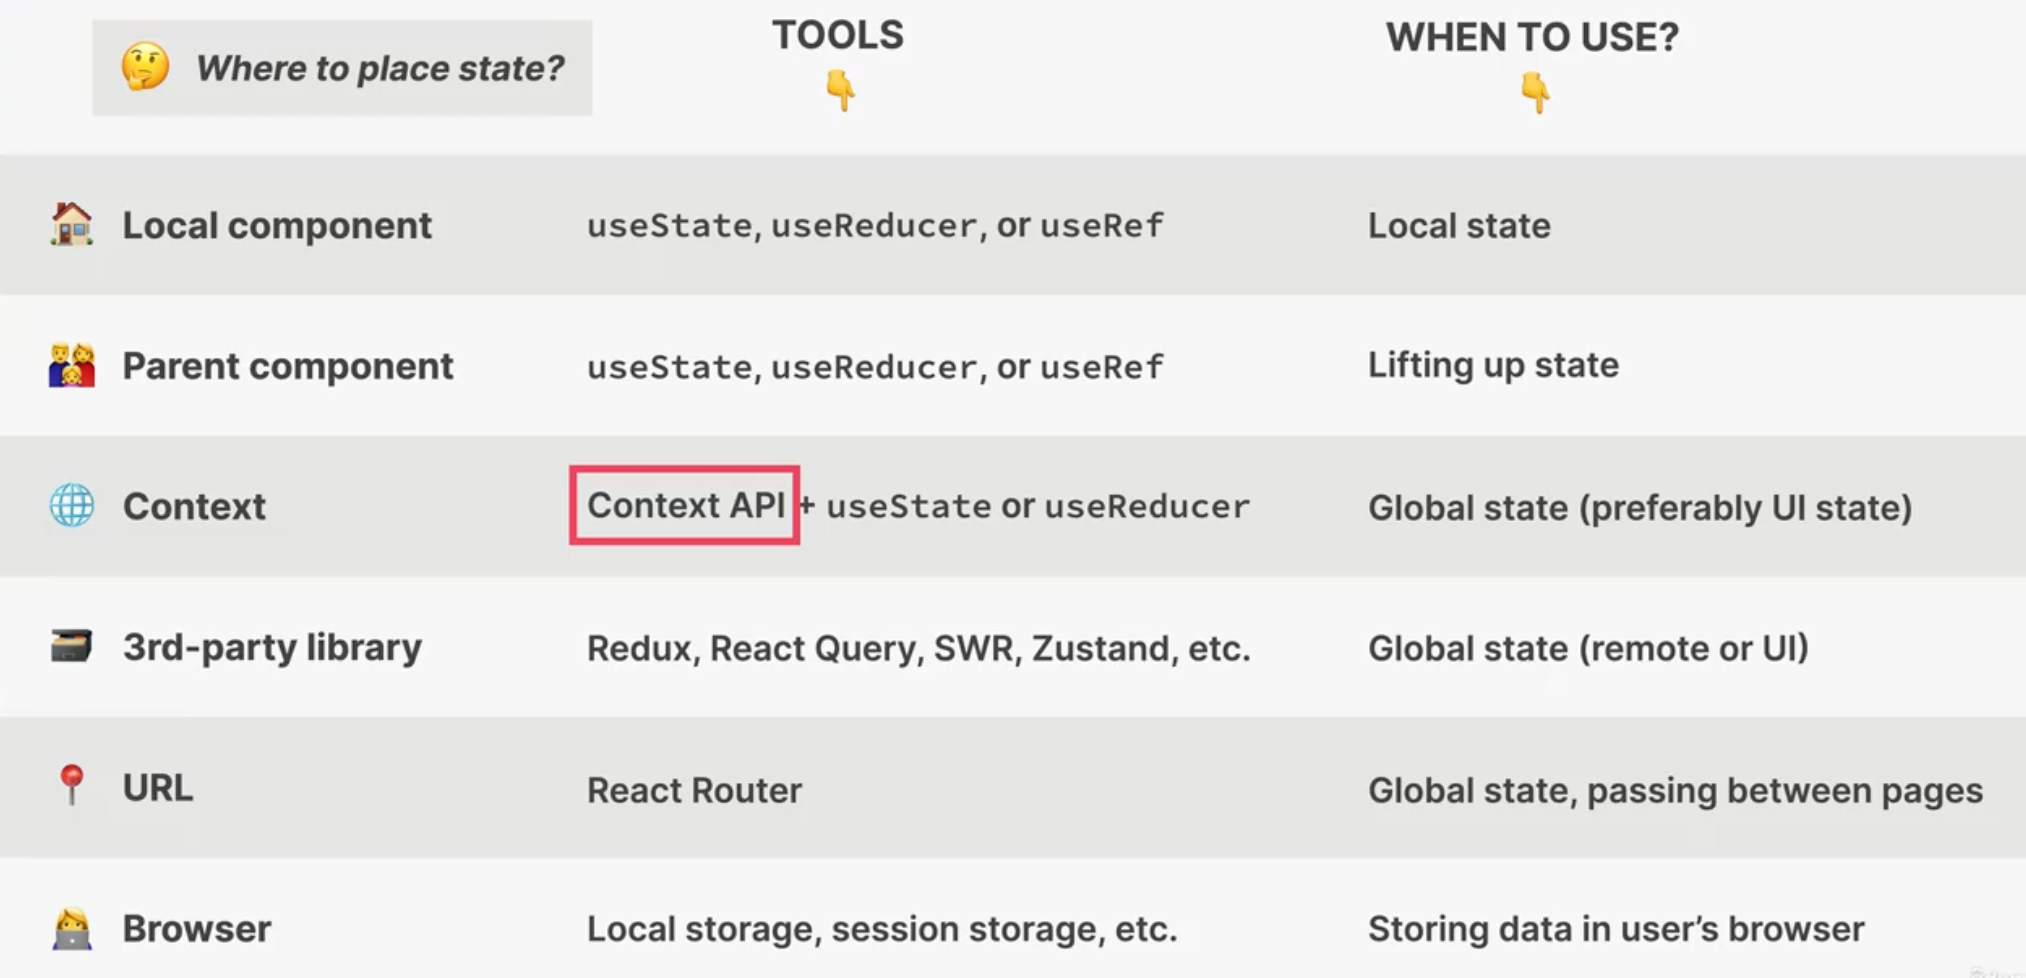 🤔 Where to place state?
TOOLS
👇
WHEN TO USE?
👇
Local component
useState, useReducer, or useRef
Local state
Parent component
useState, useReducer, or useRef
Lifting up state
Context
Context API + useState or useReducer
Global state (preferably UI state)
3rd-party library
Redux, React Query, SWR, Zustand, etc.
Global state (remote or UI)
URL
React Router
Global state, passing between pages
Browser
Local storage, session storage, etc.
Storing data in user’s browser